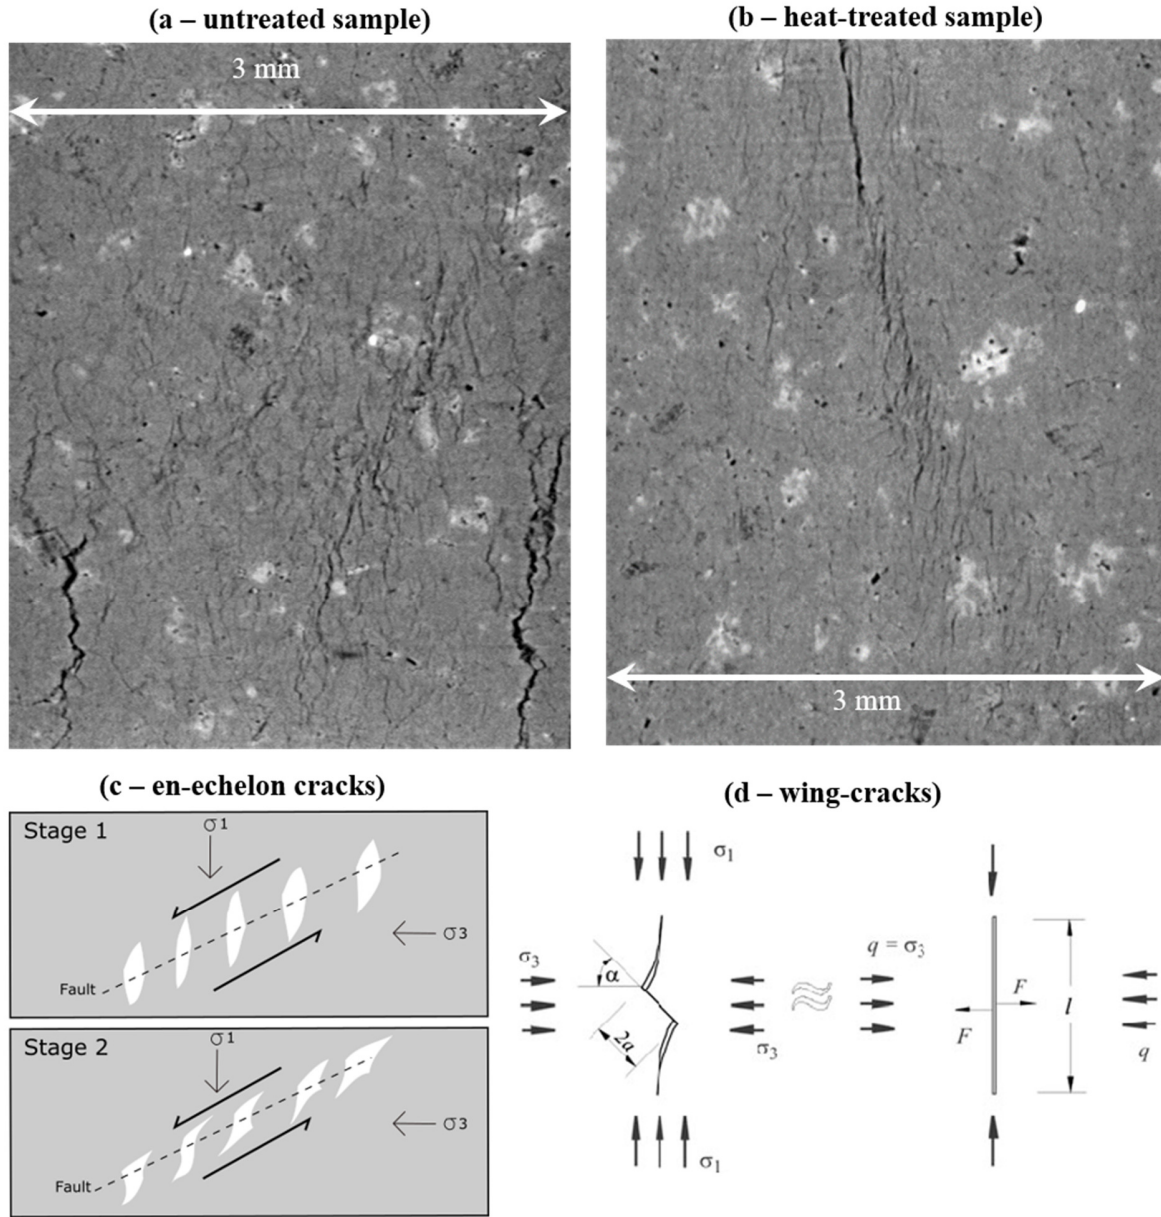 (a – untreated sample)
(b – heat-treated sample)
3 mm
3 mm
(c – en-echelon cracks)
(d – wing-cracks)
Stage 1
σ1
σ3
Fault
Stage 2
σ1
σ3
Fault
σ₁
σ₃
α
2a
σ₃
σ₁
q = σ₃
F
F
l
q